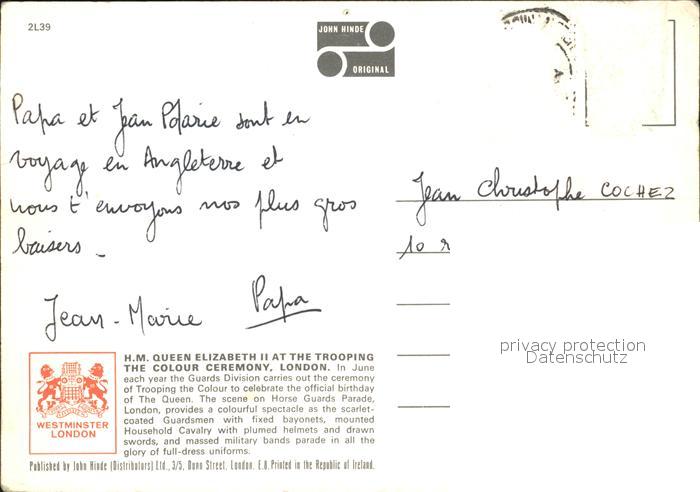 2L39
JOHN HINDE
ORIGINAL
Papa et Jean Marie sont en
voyage en Angleterre et
nous t'envoyons nos plus gros
baisers -
Jean-Marie Papa
Jean Christophe COCHEZ
10 r
privacy protection
Datenschutz
WESTMINSTER
LONDON
H.M. QUEEN ELIZABETH II AT THE TROOPING
THE COLOUR CEREMONY, LONDON. In June
each year the Guards Division carries out the ceremony
of Trooping the Colour to celebrate the official birthday
of The Queen. The scene on Horse Guards Parade,
London, provides a colourful spectacle as the scarlet-
coated Guardsmen with fixed bayonets, mounted
Household Cavalry with plumed helmets and drawn
swords, and massed military bands parade in all the
glory of full-dress uniforms.
Published by John Hinde (Distributors) Ltd., 3/5, Dunn Street, London. E.8. Printed in the Republic of Ireland.